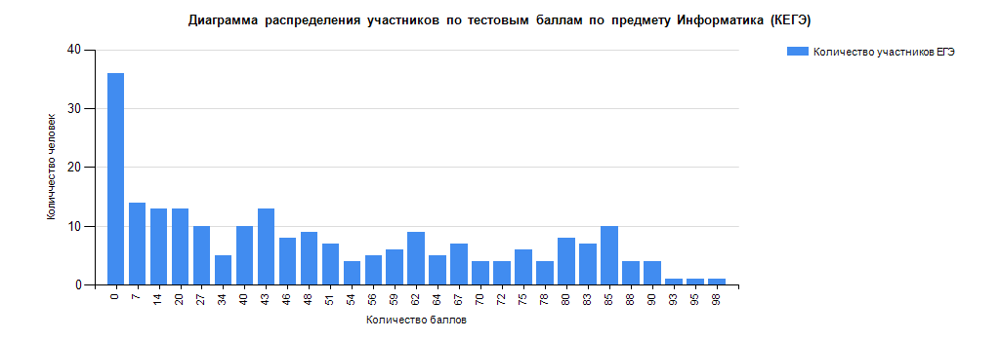 Диаграмма распределения участников по тестовым баллам по предмету Информатика (КЕГЭ)
Количество участников ЕГЭ
Количчество человек
40
30
20
10
0
0 7 14 20 27 34 40 43 46 48 51 54 56 59 62 64 67 70 72 75 78 80 83 85 88 90 93 95 98
Количество баллов